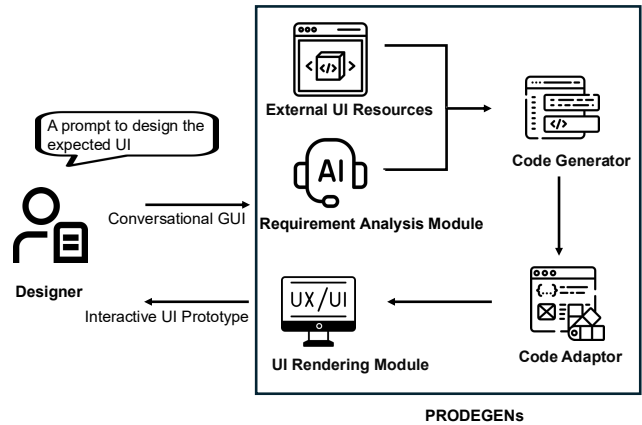 A prompt to design the
expected UI
Designer
Conversational GUI
Interactive UI Prototype
< </> >
External UI Resources
AI
Requirement Analysis Module
</>
Code Generator
{...}
Code Adaptor
UX/UI
UI Rendering Module
PRODEGENs